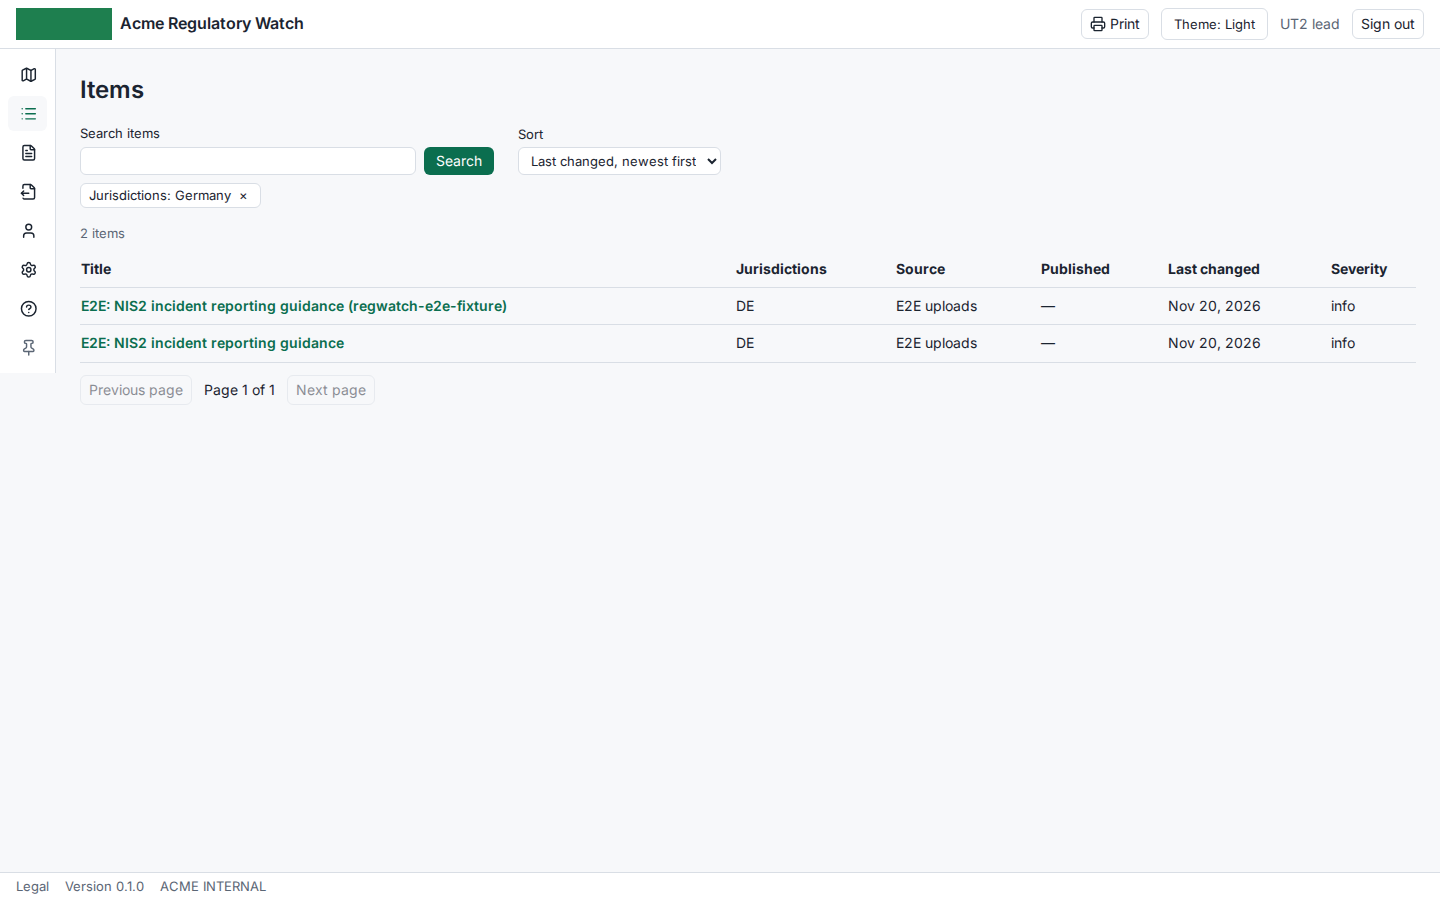 Acme Regulatory Watch
Print
Theme: Light
UT2 lead
Sign out
Items
Search items
Sort
Search
Last changed, newest first
Jurisdictions: Germany ×
2 items
Title Jurisdictions Source Published Last changed Severity
E2E: NIS2 incident reporting guidance (regwatch-e2e-fixture) DE E2E uploads — Nov 20, 2026 info
E2E: NIS2 incident reporting guidance DE E2E uploads — Nov 20, 2026 info
Previous page Page 1 of 1 Next page
Legal Version 0.1.0 ACME INTERNAL